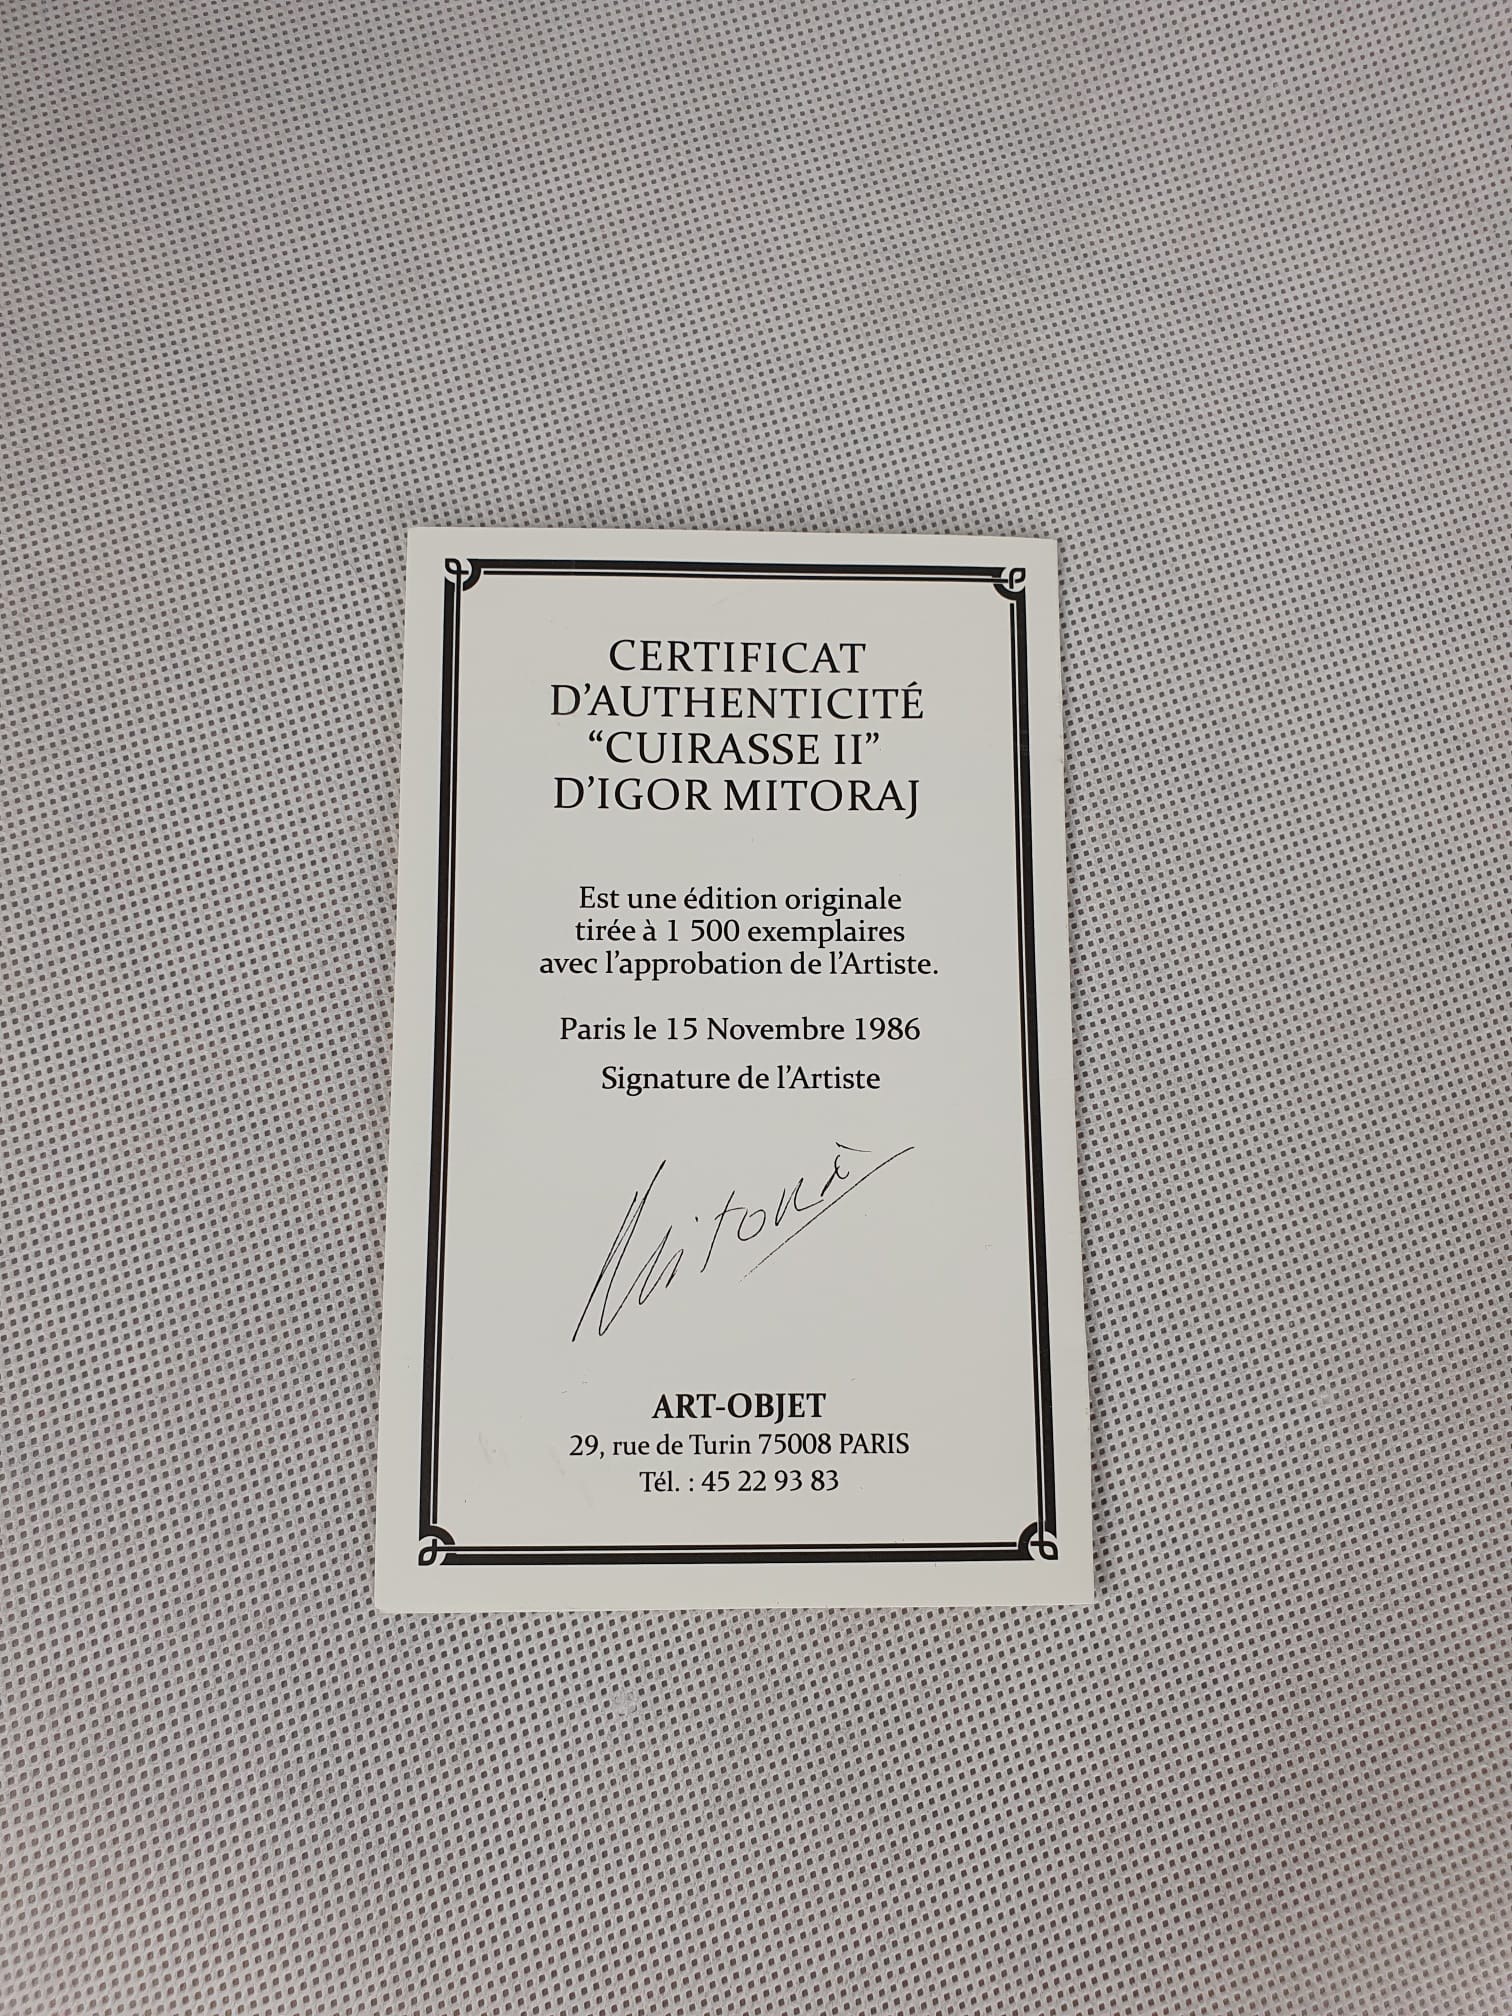 CERTIFICAT
D'AUTHENTICITÉ
“CUIRASSE II”
D'IGOR MITORAJ
Est une édition originale
tirée à 1 500 exemplaires
avec l'approbation de l'Artiste.
Paris le 15 Novembre 1986
Signature de l'Artiste
ART-OBJET
29, rue de Turin 75008 PARIS
Tél. : 45 22 93 83